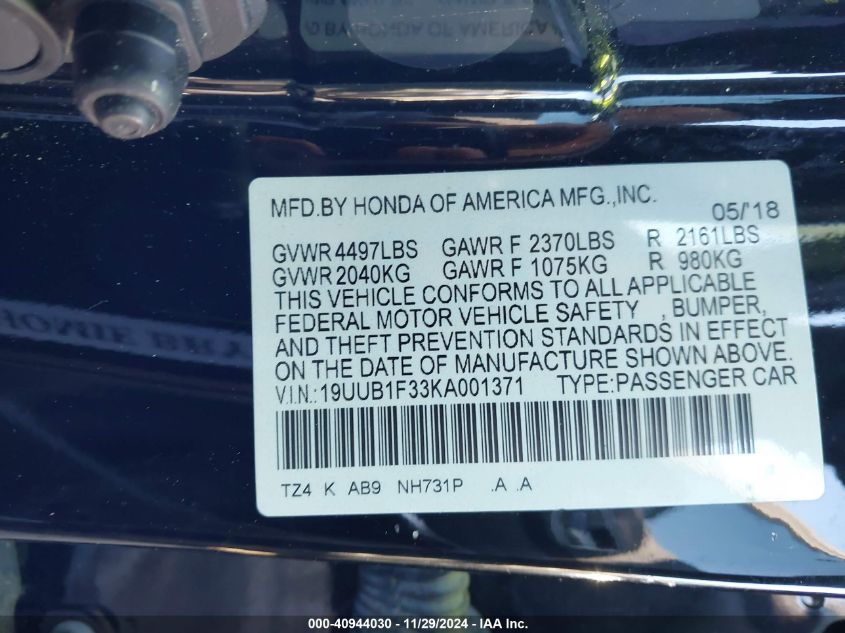 MFD.BY HONDA OF AMERICA MFG.,INC.
05/'18
GVWR 4497LBS GAWR F 2370LBS R 2161LBS
GVWR 2040KG GAWR F 1075KG R 980KG
THIS VEHICLE CONFORMS TO ALL APPLICABLE
FEDERAL MOTOR VEHICLE SAFETY , BUMPER,
AND THEFT PREVENTION STANDARDS IN EFFECT
ON THE DATE OF MANUFACTURE SHOWN ABOVE.
V.I.N.: 19UUB1F33KA001371 TYPE:PASSENGER CAR
TZ4 K AB9 NH731P .A .A
000-40944030 - 11/29/2024 - IAA Inc.